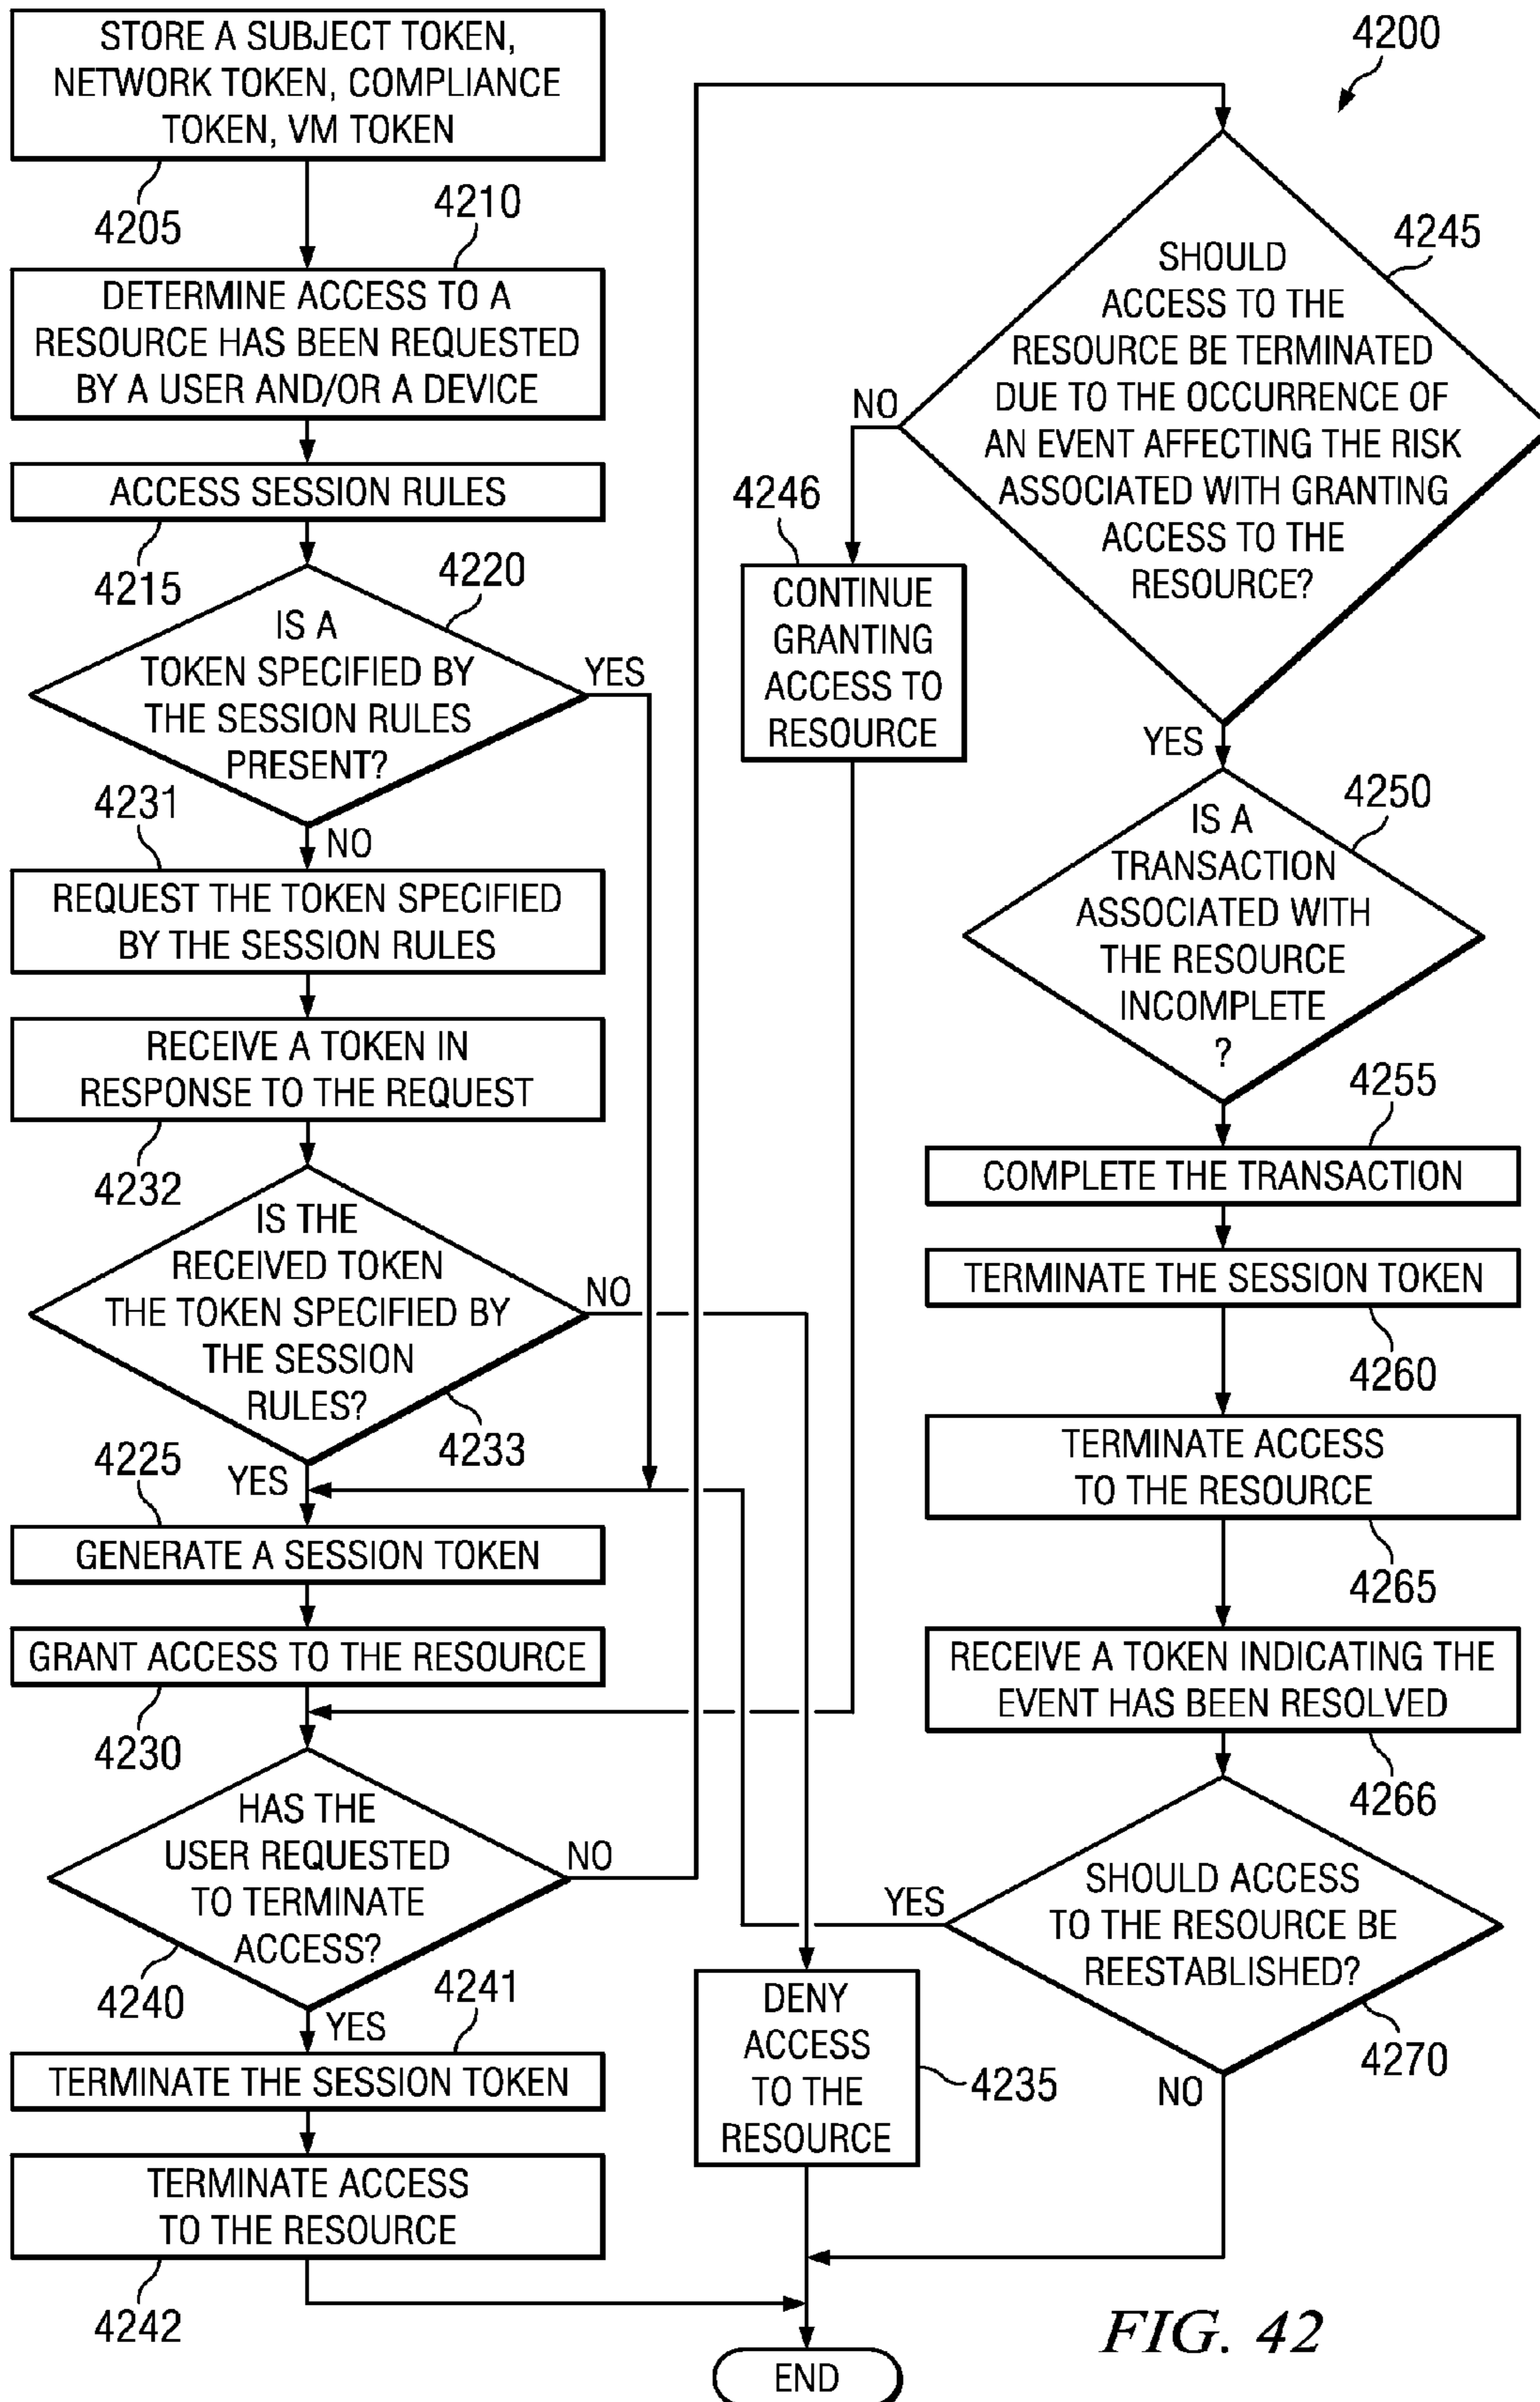 STORE A SUBJECT TOKEN,
NETWORK TOKEN, COMPLIANCE
TOKEN, VM TOKEN
4205
4210
DETERMINE ACCESS TO A
RESOURCE HAS BEEN REQUESTED
BY A USER AND/OR A DEVICE
ACCESS SESSION RULES
4215
4220
IS A
TOKEN SPECIFIED BY
THE SESSION RULES
PRESENT?
YES
4231
NO
REQUEST THE TOKEN SPECIFIED
BY THE SESSION RULES
RECEIVE A TOKEN IN
RESPONSE TO THE REQUEST
4232
IS THE
RECEIVED TOKEN
THE TOKEN SPECIFIED BY
THE SESSION
RULES?
NO
4233
4225
YES
GENERATE A SESSION TOKEN
GRANT ACCESS TO THE RESOURCE
4230
HAS THE
USER REQUESTED
TO TERMINATE
ACCESS?
NO
4240
4241
YES
TERMINATE THE SESSION TOKEN
TERMINATE ACCESS
TO THE RESOURCE
4242
4200
4245
SHOULD
ACCESS TO THE
RESOURCE BE TERMINATED
DUE TO THE OCCURRENCE OF
AN EVENT AFFECTING THE RISK
ASSOCIATED WITH GRANTING
ACCESS TO THE
RESOURCE?
NO
4246
CONTINUE
GRANTING
ACCESS TO
RESOURCE
YES
4250
IS A
TRANSACTION
ASSOCIATED WITH
THE RESOURCE
INCOMPLETE
?
4255
COMPLETE THE TRANSACTION
TERMINATE THE SESSION TOKEN
4260
TERMINATE ACCESS
TO THE RESOURCE
4265
RECEIVE A TOKEN INDICATING THE
EVENT HAS BEEN RESOLVED
4266
YES
SHOULD ACCESS
TO THE RESOURCE BE
REESTABLISHED?
4270
NO
DENY
ACCESS
TO THE
RESOURCE
4235
END
FIG. 42